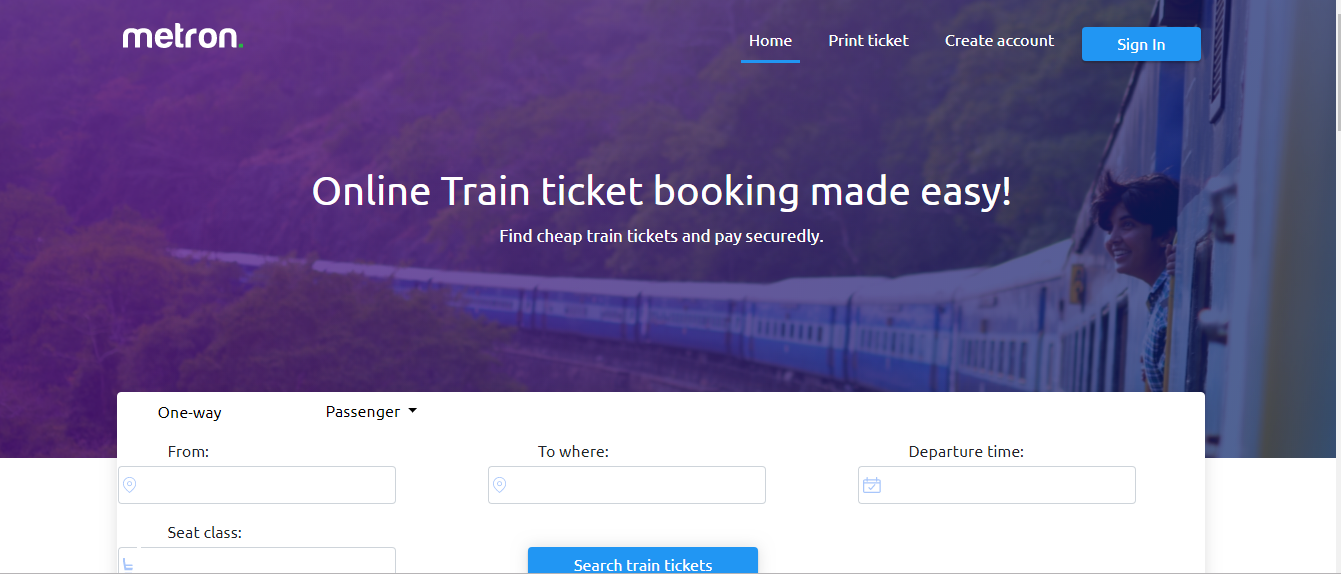 metron.
Home Print ticket Create account Sign In
Online Train ticket booking made easy!
Find cheap train tickets and pay securedly.
One-way Passenger
From: To where: Departure time:
Seat class:
Search train tickets